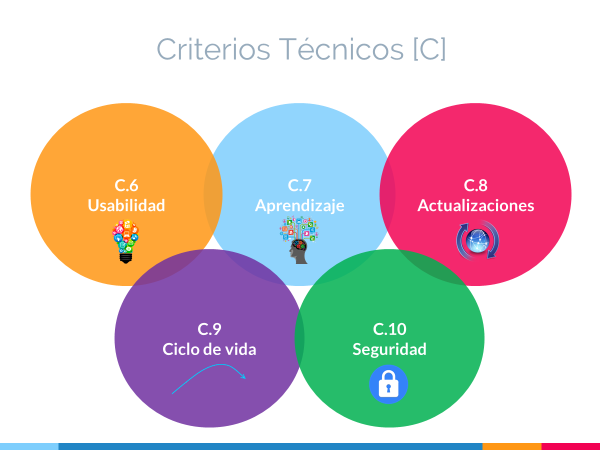 Criterios Técnicos [C]
C.6
Usabilidad
C.7
Aprendizaje
C.8
Actualizaciones
C.9
Ciclo de vida
C.10
Seguridad